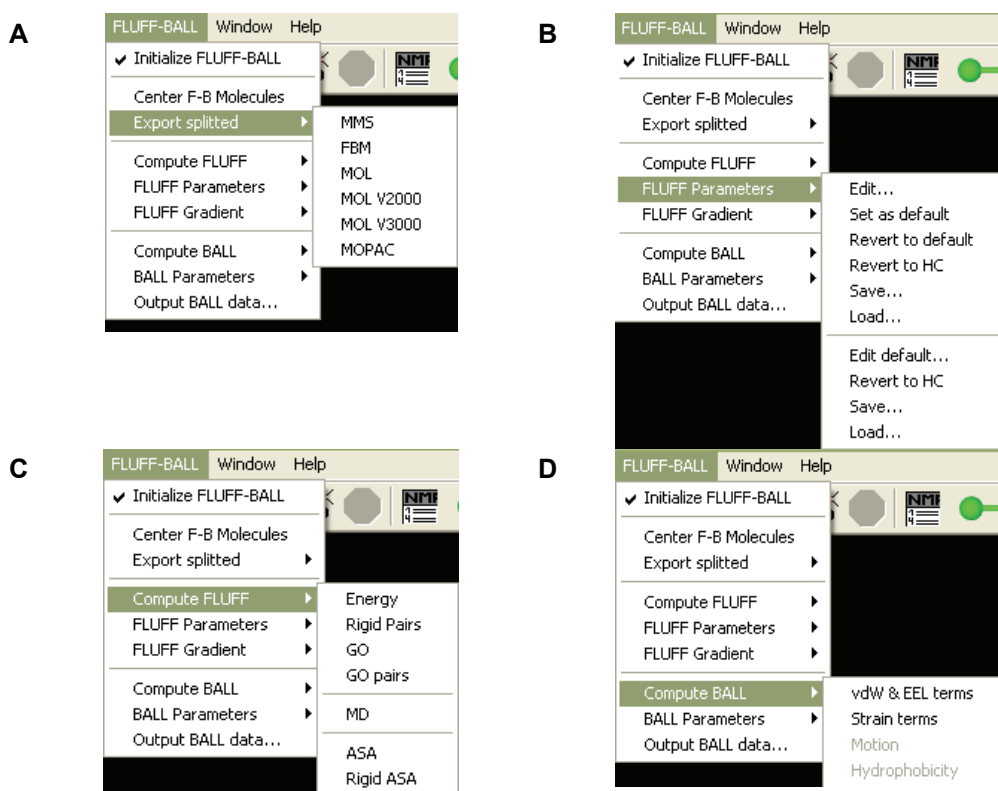 A
FLUFF-BALL Window Help
Initialize FLUFF-BALL
NMR
Center F-B Molecules
Export splitted
Compute FLUFF
FLUFF Parameters
FLUFF Gradient
Compute BALL
BALL Parameters
Output BALL data...
MMS
FBM
MOL
MOL V2000
MOL V3000
MOPAC
B
FLUFF-BALL Window Help
Initialize FLUFF-BALL
NMR
Center F-B Molecules
Export splitted
Compute FLUFF
FLUFF Parameters
FLUFF Gradient
Compute BALL
BALL Parameters
Output BALL data...
Edit...
Set as default
Revert to default
Revert to HC
Save...
Load...
Edit default...
Revert to HC
Save...
Load...
C
FLUFF-BALL Window Help
Initialize FLUFF-BALL
NMR
Center F-B Molecules
Export splitted
Compute FLUFF
FLUFF Parameters
FLUFF Gradient
Compute BALL
BALL Parameters
Output BALL data...
Energy
Rigid Pairs
GO
GO pairs
MD
ASA
Rigid ASA
D
FLUFF-BALL Window Help
Initialize FLUFF-BALL
NMR
Center F-B Molecules
Export splitted
Compute FLUFF
FLUFF Parameters
FLUFF Gradient
Compute BALL
BALL Parameters
Output BALL data...
vdW & EEL terms
Strain terms
Motion
Hydrophobicity